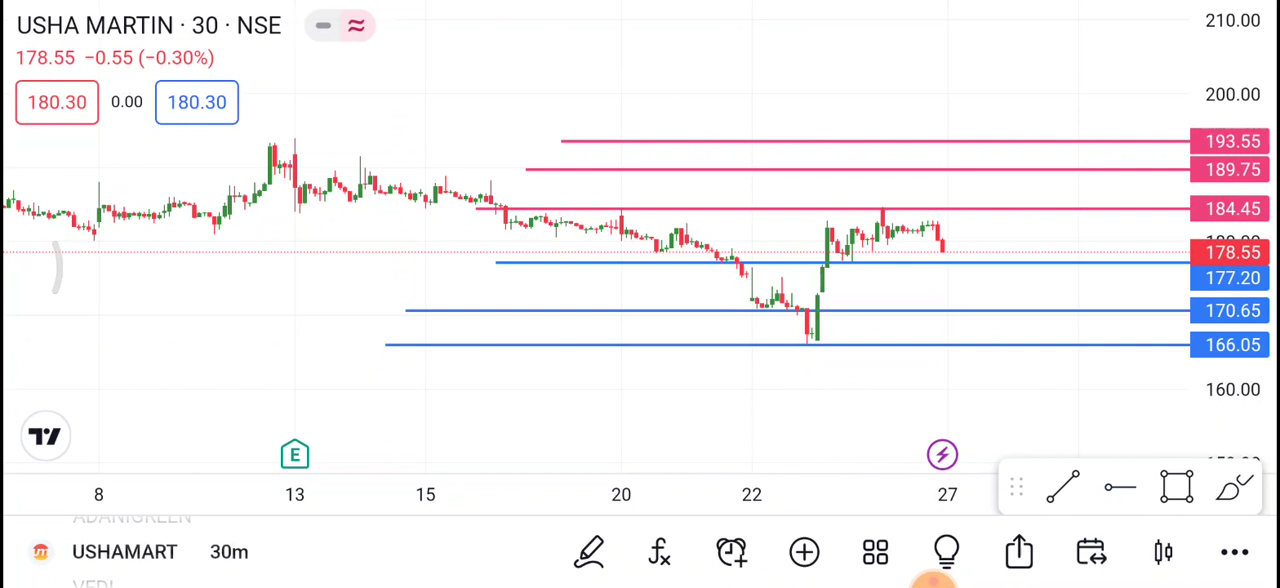 USHA MARTIN · 30 · NSE
178.55 −0.55 (−0.30%)
180.30 0.00 180.30
210.00
200.00
193.55
189.75
184.45
178.55
177.20
170.65
166.05
160.00
E
8 13 15 20 22 27
ADANIGREEN
USHAMART 30m